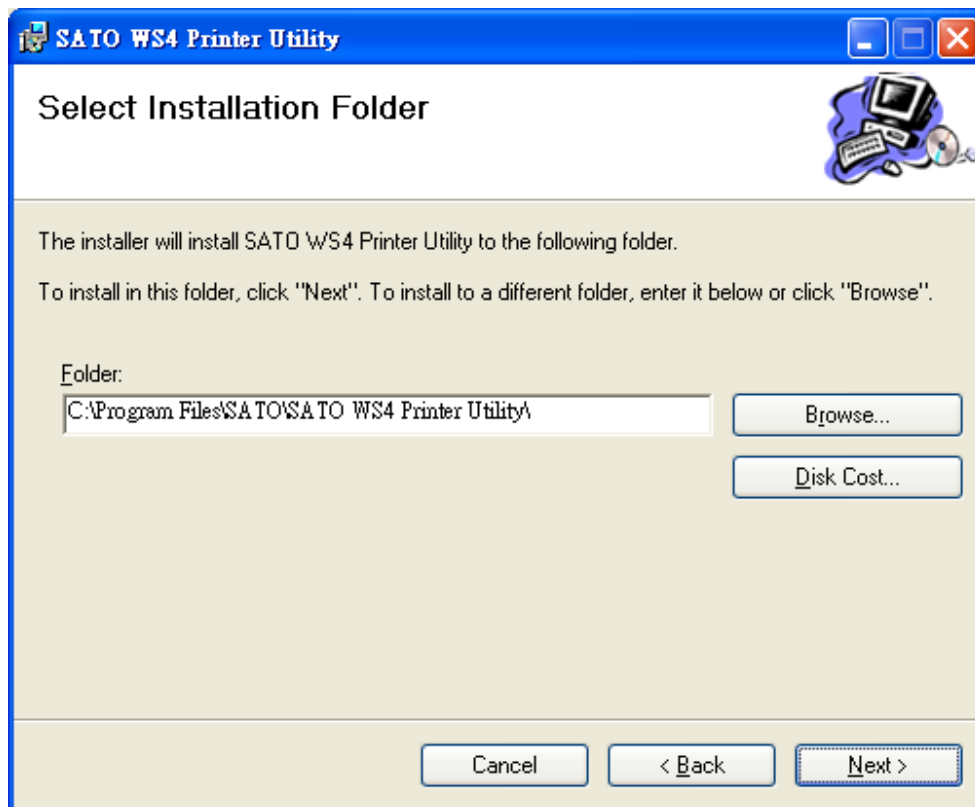 SATO WS4 Printer Utility
Select Installation Folder
The installer will install SATO WS4 Printer Utility to the following folder.
To install in this folder, click "Next". To install to a different folder, enter it below or click "Browse".
Folder:
C:\Program Files\SATO\SATO WS4 Printer Utility\
Browse...
Disk Cost...
Cancel
< Back
Next >